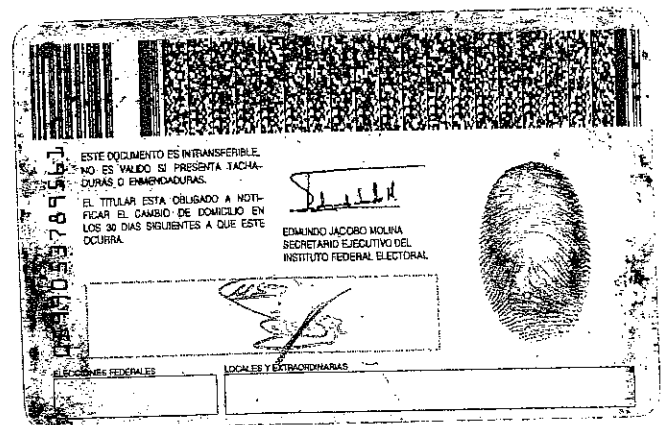 ESTE DOCUMENTO ES INTRANSFERIBLE,
NO ES VALIDO SI PRESENTA TACHA-
DURAS O ENMENDADURAS.
EL TITULAR ESTA OBLIGADO A NOTI-
FICAR EL CAMBIO DE DOMICILIO EN
LOS 30 DIAS SIGUIENTES A QUE ESTE
OCURRA.
EDMUNDO JACOBO MOLINA
SECRETARIO EJECUTIVO DEL
INSTITUTO FEDERAL ELECTORAL
ELECCIONES FEDERALES
LOCALES Y EXTRAORDINARIAS